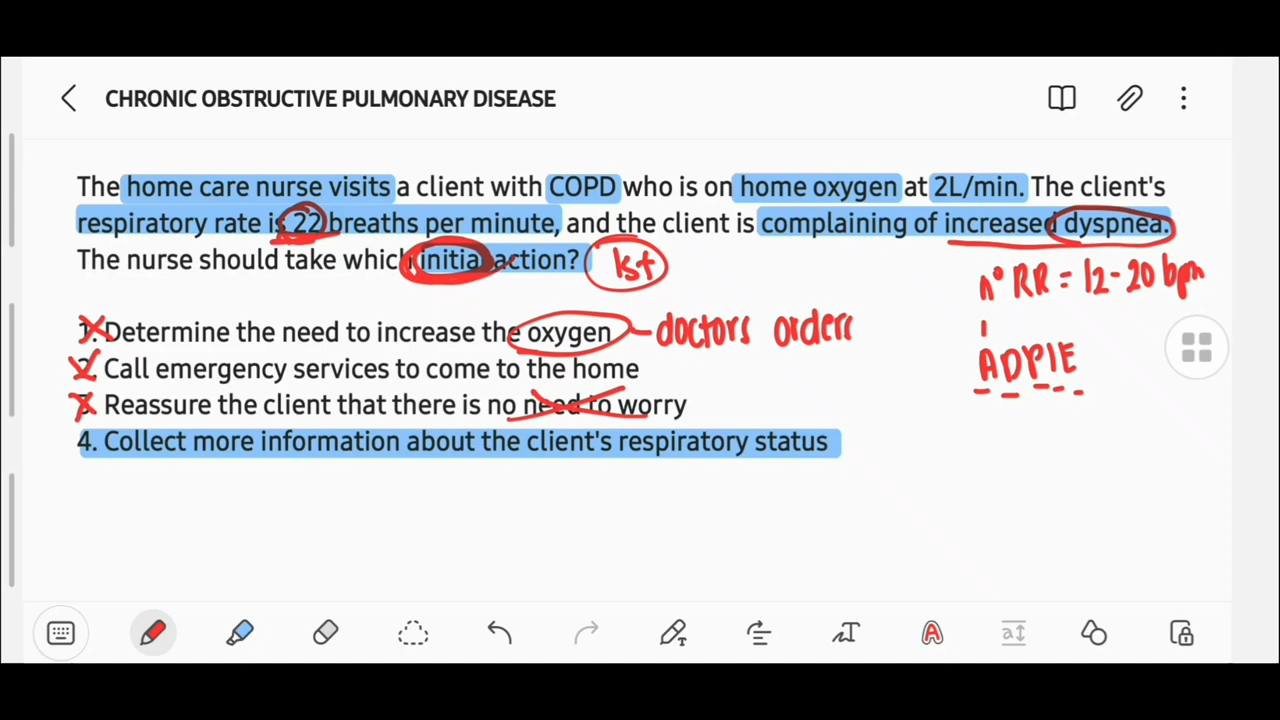 CHRONIC OBSTRUCTIVE PULMONARY DISEASE
The home care nurse visits a client with COPD who is on home oxygen at 2L/min. The client's
respiratory rate is 22 breaths per minute, and the client is complaining of increased dyspnea.
The nurse should take which initial action? 1st
n° RR = 12-20 bpm
1. Determine the need to increase the oxygen doctors orders
ADPIE
2. Call emergency services to come to the home
3. Reassure the client that there is no need to worry
4. Collect more information about the client's respiratory status